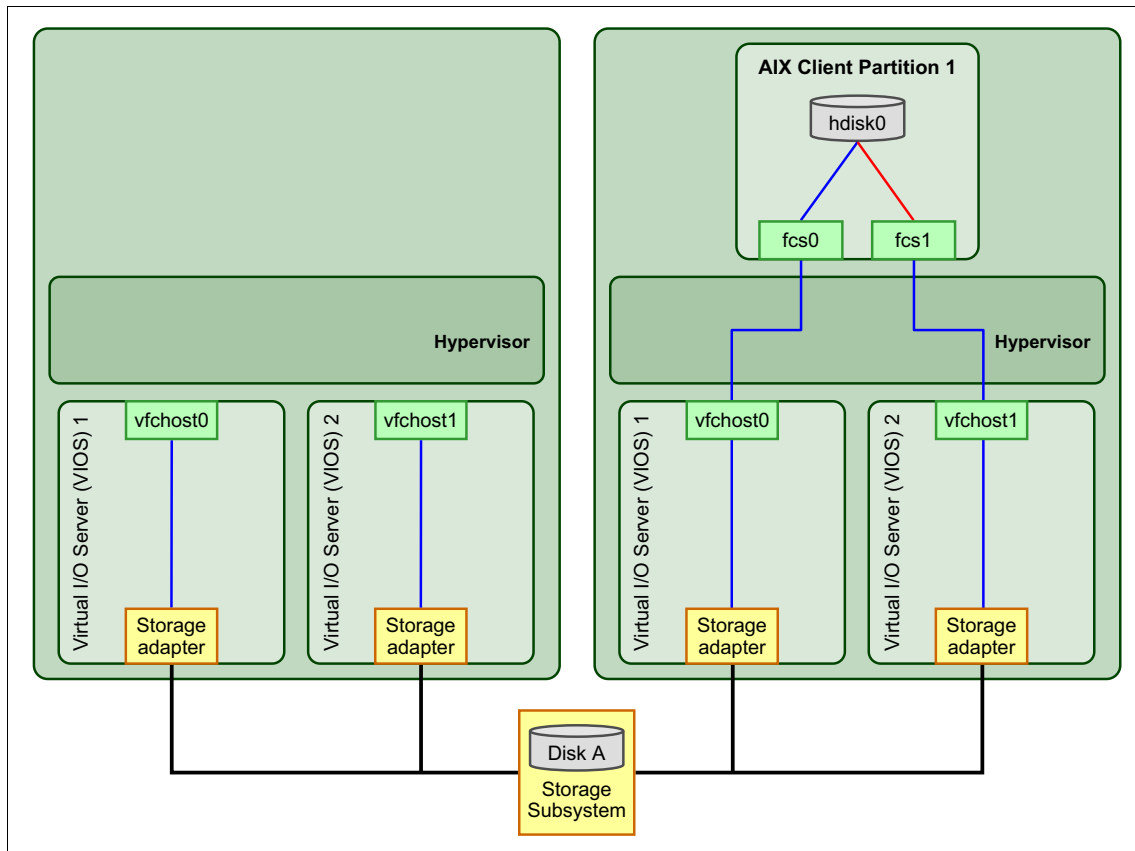 AIX Client Partition 1
hdisk0
fcs0
fcs1
Hypervisor
Hypervisor
Virtual I/O Server (VIOS) 1
vfchost0
Storage
adapter
Virtual I/O Server (VIOS) 2
vfchost1
Storage
adapter
Virtual I/O Server (VIOS) 1
vfchost0
Storage
adapter
Virtual I/O Server (VIOS) 2
vfchost1
Storage
adapter
Disk A
Storage
Subsystem